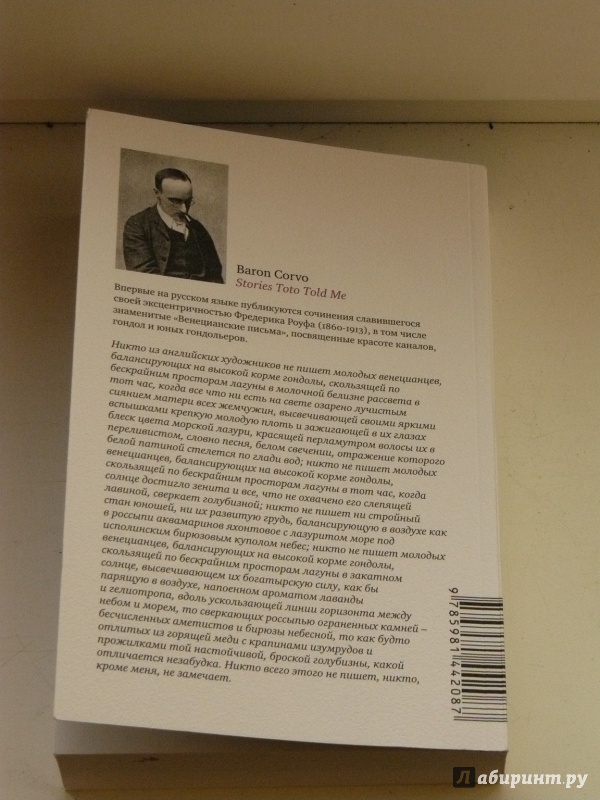 Baron Corvo
Stories Toto Told Me
Впервые на русском языке публикуются сочинения славившегося
своей эксцентричностью Фредерика Роуфа (1860-1913), в том числе
знаменитые «Венецианские письма», посвященные красоте каналов,
гондол и юных гондольеров.
Никто из английских художников не пишет молодых венецианцев,
балансирующих на высокой корме гондолы, скользящей по
бескрайним просторам лагуны в молочной белизне рассвета в
тот час, когда все что ни есть на свете озарено лучистым
сиянием матери всех жемчужин, высвечивающей своими яркими
вспышками крепкую молодую плоть и зажигающей в их глазах
блеск цвета морской лазури, красящей перламутром волосы их в
переливистом, словно песня, белом свечении, отражение которого
белой патиной стелется по глади вод; никто не пишет молодых
венецианцев, балансирующих на высокой корме гондолы,
скользящей по бескрайним просторам лагуны в тот час, когда
солнце достигло зенита и все, что не охвачено его слепящей
лавиной, сверкает голубизной; никто не пишет ни стройный
стан юношей, ни их развитую грудь, балансирующую в воздухе как
в россыпи аквамаринов яхонтовое с лазуритом море под
исполинским бирюзовым куполом небес; никто не пишет молодых
венецианцев, балансирующих на высокой корме гондолы,
скользящей по бескрайним просторам лагуны в закатном
солнце, высвечивающем их богатырскую силу, как бы
парящую в воздухе, напоенном ароматом лаванды
и гелиотропа, вдоль ускользающей линии горизонта между
небом и морем, то сверкающих россыпью ограненных камней –
бесчисленных аметистов и бирюзы небесной, то как будто
отлитых из горящей меди с крапинами изумрудов и
прожилками той настойчивой, броской голубизны, какой
отличается незабудка. Никто всего этого не пишет, никто,
кроме меня, не замечает.
9 785981 442087
Лабиринт.ру